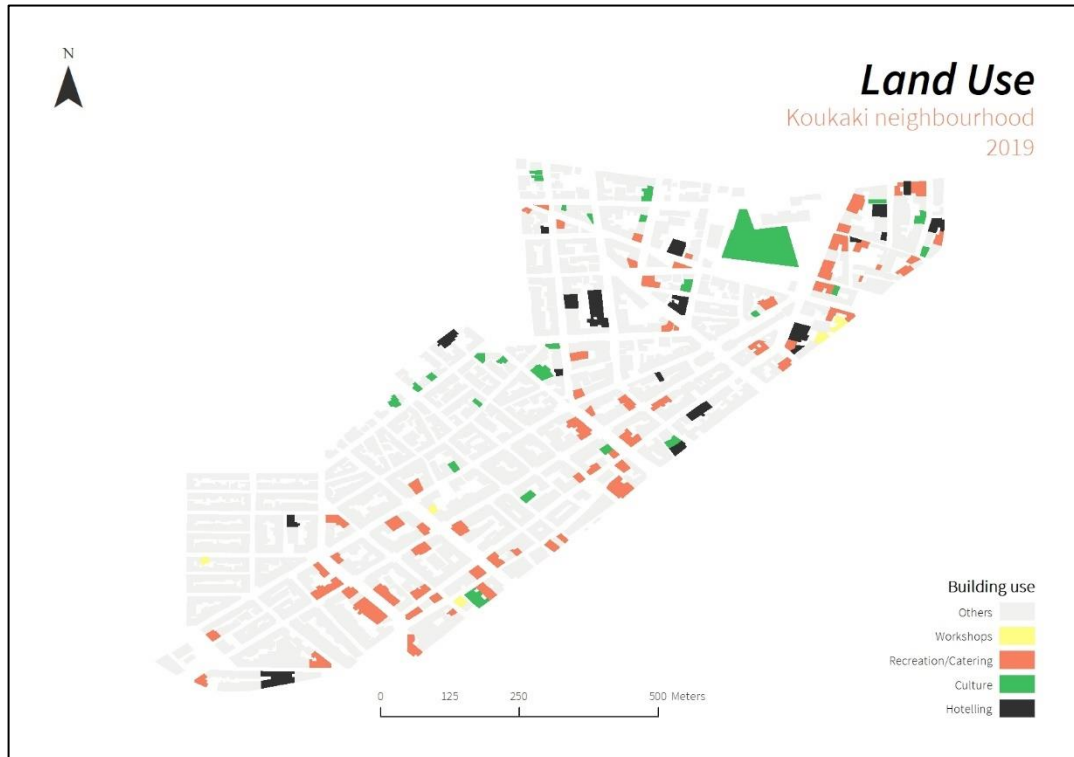 N
Land Use
Koukaki neighbourhood
2019
Building use
Others
Workshops
Recreation/Catering
Culture
Hotelling
0 125 250 500 Meters